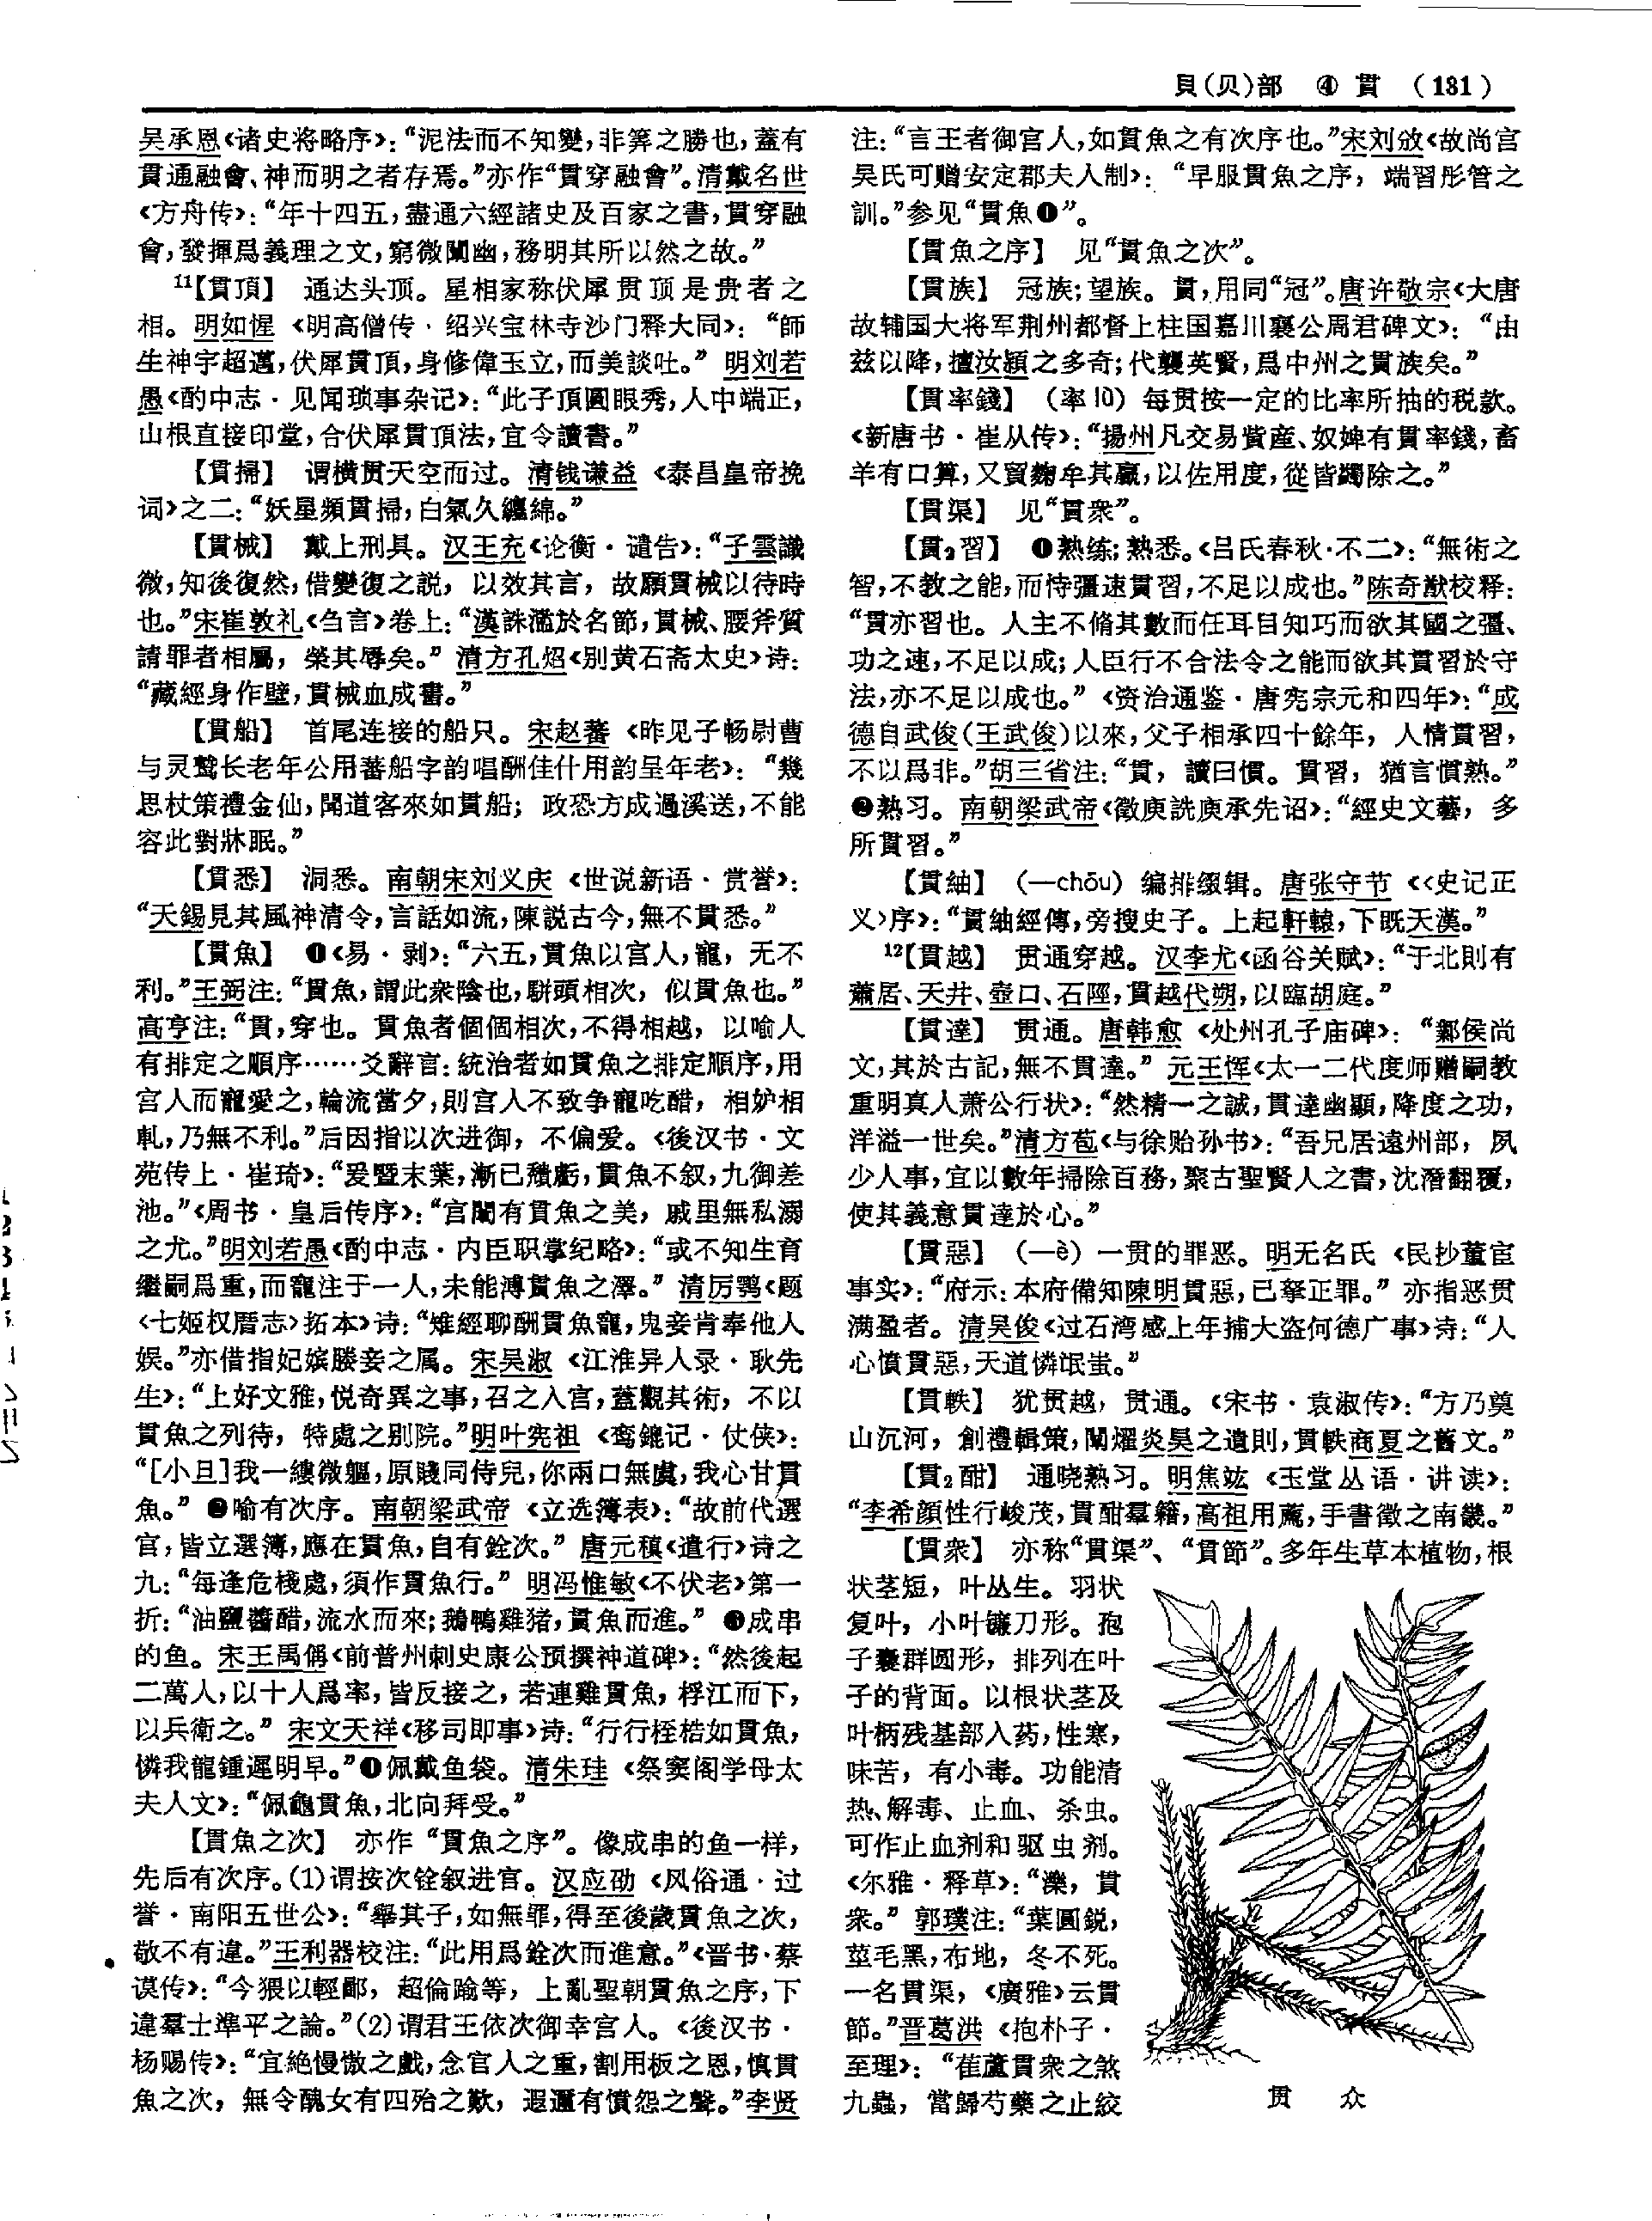 貝(贝)部 ④ 貫 (131)
吴承恩《诸史将略序》：“泥法而不知變，非筭之勝也，蓋有
貫通融會、神而明之者存焉。”亦作“貫穿融會”。清戴名世
《方舟传》：“年十四五，盡通六經諸史及百家之書，貫穿融
會，發揮爲義理之文，窮微闡幽，務明其所以然之故。”
11【貫頂】 通达头顶。星相家称伏犀贯顶是贵者之
相。明如惺《明高僧传·绍兴宝林寺沙门释大同》：“師
生神宇超邁，伏犀貫頂，身修偉玉立，而美談吐。”明刘若
愚《酌中志·见闻琐事杂记》：“此子頂圓眼秀，人中端正，
山根直接印堂，合伏犀貫頂法，宜令讀書。”
【貫掃】 谓横贯天空而过。清钱谦益《泰昌皇帝挽
词》之二：“妖星頻貫掃，白氣久纏綿。”
【貫械】 戴上刑具。汉王充《论衡·谴告》：“子雲識
微，知後復然，借變復之説，以效其言，故願貫械以待時
也。”宋崔敦礼《刍言》卷上：“漢誅濫於名節，貫械、腰斧質
請罪者相屬，榮其辱矣。”清方孔炤《别黄石斋太史》诗：
“藏經身作壁，貫械血成書。”
【貫船】 首尾连接的船只。宋赵蕃《昨见子畅尉曹
与灵鹫长老年公用蕃船字韵唱酬佳什用韵呈年老》：“幾
思杖策禮金仙，聞道客來如貫船；政恐方成過溪送，不能
容此對牀眠。”
【貫悉】 洞悉。南朝宋刘义庆《世说新语·赏誉》：
“天錫見其風神清令，言話如流，陳説古今，無不貫悉。”
【貫魚】 ❶《易·剥》：“六五，貫魚以宫人，寵，无不
利。”王弼注：“貫魚，謂此衆陰也，駢頭相次，似貫魚也。”
高亨注：“貫，穿也。貫魚者個個相次，不得相越，以喻人
有排定之順序……爻辭言：統治者如貫魚之排定順序，用
宫人而寵愛之，輪流當夕，則宫人不致争寵吃醋，相妒相
軋，乃無不利。”后因指以次进御，不偏爱。《後汉书·文
苑传上·崔琦》：“爰暨末葉，漸已穨虧，貫魚不叙，九御差
池。”《周书·皇后传序》：“宫闈有貫魚之美，戚里無私溺
之尤。”明刘若愚《酌中志·内臣职掌纪略》：“或不知生育
繼嗣爲重，而寵注于一人，未能溥貫魚之澤。”清厉鹗《题
〈七姬权厝志〉拓本》诗：“雉經聊酬貫魚寵，鬼妾肯奉他人
娱。”亦借指妃嫔媵妾之属。宋吴淑《江淮异人录·耿先
生》：“上好文雅，悦奇異之事，召之入宫，蓋觀其術，不以
貫魚之列待，特處之别院。”明叶宪祖《鸾鎞记·仗侠》：
“[小旦]我一縷微軀，原賤同侍兒，你兩口無虞，我心甘貫
魚。”❷喻有次序。南朝梁武帝《立选簿表》：“故前代選
官，皆立選簿，應在貫魚，自有銓次。”唐元稹《遣行》诗之
九：“每逢危棧處，須作貫魚行。”明冯惟敏《不伏老》第一
折：“油鹽醬醋，流水而來；鵝鴨雞猪，貫魚而進。”❸成串
的鱼。宋王禹偁《前普州刺史康公预撰神道碑》：“然後起
二萬人，以十人爲率，皆反接之，若連雞貫魚，桴江而下，
以兵衛之。”宋文天祥《移司即事》诗：“行行桎梏如貫魚，
憐我龍鍾遲明早。”❹佩戴鱼袋。清朱珪《祭窦阁学母太
夫人文》：“佩龜貫魚，北向拜受。”
【貫魚之次】 亦作“貫魚之序”。像成串的鱼一样，
先后有次序。(1)谓按次铨叙进官。汉应劭《风俗通·过
誉·南阳五世公》：“舉其子，如無罪，得至後歲貫魚之次，
敬不有違。”王利器校注：“此用爲銓次而進意。”《晋书·蔡
谟传》：“今猥以輕鄙，超倫踰等，上亂聖朝貫魚之序，下
違羣士準平之論。”(2)谓君王依次御幸宫人。《後汉书·
杨赐传》：“宜絶慢慠之戲，念官人之重，割用板之恩，慎貫
魚之次，無令醜女有四殆之歎，遐邇有憤怨之聲。”李贤
注：“言王者御宫人，如貫魚之有次序也。”宋刘攽《故尚宫
吴氏可赠安定郡夫人制》：“早服貫魚之序，端習彤管之
訓。”参见“貫魚❶”。
【貫魚之序】 见“貫魚之次”。
【貫族】 冠族；望族。貫，用同“冠”。唐许敬宗《大唐
故辅国大将军荆州都督上柱国嘉川襄公周君碑文》：“由
兹以降，擅汝潁之多奇；代襲英賢，爲中州之貫族矣。”
【貫率錢】 (率 lǜ) 每贯按一定的比率所抽的税款。
《新唐书·崔从传》：“揚州凡交易貲産、奴婢有貫率錢，畜
羊有口算，又貿麴牟其贏，以佐用度，從皆蠲除之。”
【貫渠】 见“貫衆”。
【貫₂習】 ❶熟练；熟悉。《吕氏春秋·不二》：“無術之
智，不教之能，而恃彊速貫習，不足以成也。”陈奇猷校释：
“貫亦習也。人主不脩其數而任耳目知巧而欲其國之彊、
功之速，不足以成；人臣行不合法令之能而欲其貫習於守
法，亦不足以成也。”《资治通鉴·唐宪宗元和四年》：“成
德自武俊(王武俊)以來，父子相承四十餘年，人情貫習，
不以爲非。”胡三省注：“貫，讀曰慣。貫習，猶言慣熟。”
❷熟习。南朝梁武帝《徵庾詵庾承先诏》：“經史文藝，多
所貫習。”
【貫紬】 (—chōu) 编排缀辑。唐张守节《〈史记正
义〉序》：“貫紬經傳，旁搜史子。上起軒轅，下既天漢。”
12【貫越】 贯通穿越。汉李尤《函谷关赋》：“于北則有
蕭居、天井、壺口、石陘，貫越代朔，以臨胡庭。”
【貫達】 贯通。唐韩愈《处州孔子庙碑》：“鄴侯尚
文，其於古記，無不貫達。”元王恽《太一二代度师赠嗣教
重明真人萧公行状》：“然精一之誠，貫達幽顯，降度之功，
洋溢一世矣。”清方苞《与徐贻孙书》：“吾兄居遠州部，夙
少人事，宜以數年掃除百務，聚古聖賢人之書，沈潛翻覆，
使其義意貫達於心。”
【貫惡】 (—è) 一贯的罪恶。明无名氏《民抄董宦
事实》：“府示：本府備知陳明貫惡，已拏正罪。”亦指恶贯
满盈者。清吴俊《过石湾感上年捕大盗何德广事》诗：“人
心憤貫惡，天道憐氓蚩。”
【貫軼】 犹贯越，贯通。《宋书·袁淑传》：“方乃奠
山沉河，創禮輯策，闡燿炎昊之遺則，貫軼商夏之舊文。”
【貫₂酣】 通晓熟习。明焦竑《玉堂丛语·讲读》：
“李希顔性行峻茂，貫酣羣籍，高祖用薦，手書徵之南畿。”
【貫衆】 亦称“貫渠”、“貫節”。多年生草本植物，根
状茎短，叶丛生。羽状
复叶，小叶镰刀形。孢
子囊群圆形，排列在叶
子的背面。以根状茎及
叶柄残基部入药，性寒，
味苦，有小毒。功能清
热、解毒、止血、杀虫。
可作止血剂和驱虫剂。
《尔雅·释草》：“濼，貫
衆。”郭璞注：“葉圓鋭，
莖毛黑，布地，冬不死。
一名貫渠，《廣雅》云貫
節。”晋葛洪《抱朴子·
至理》：“萑蘆貫衆之煞
九蟲，當歸芍藥之止絞
贯 众